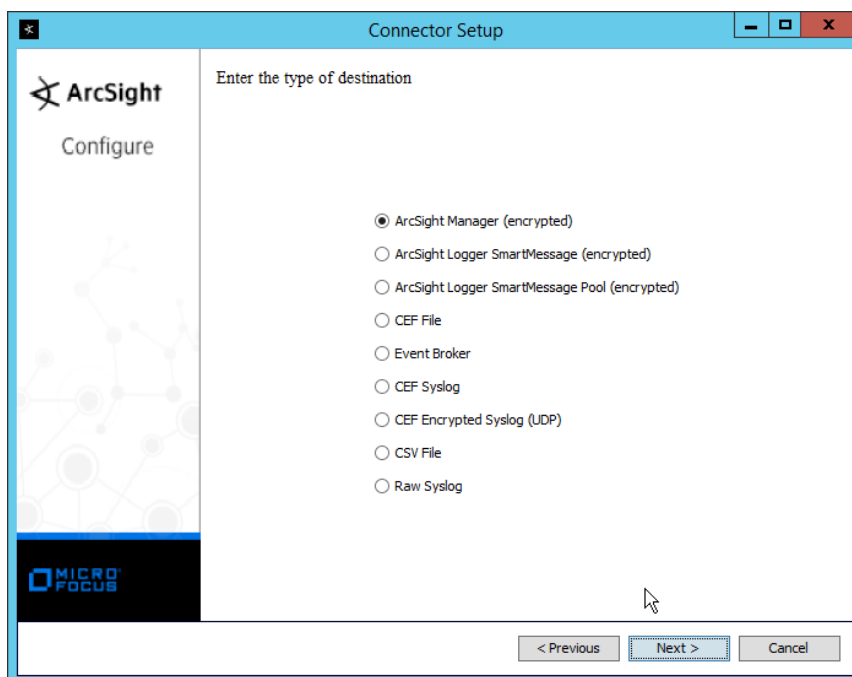 Connector Setup
ArcSight
Configure
Enter the type of destination
ArcSight Manager (encrypted)
ArcSight Logger SmartMessage (encrypted)
ArcSight Logger SmartMessage Pool (encrypted)
CEF File
Event Broker
CEF Syslog
CEF Encrypted Syslog (UDP)
CSV File
Raw Syslog
MICRO
FOCUS
< Previous
Next >
Cancel